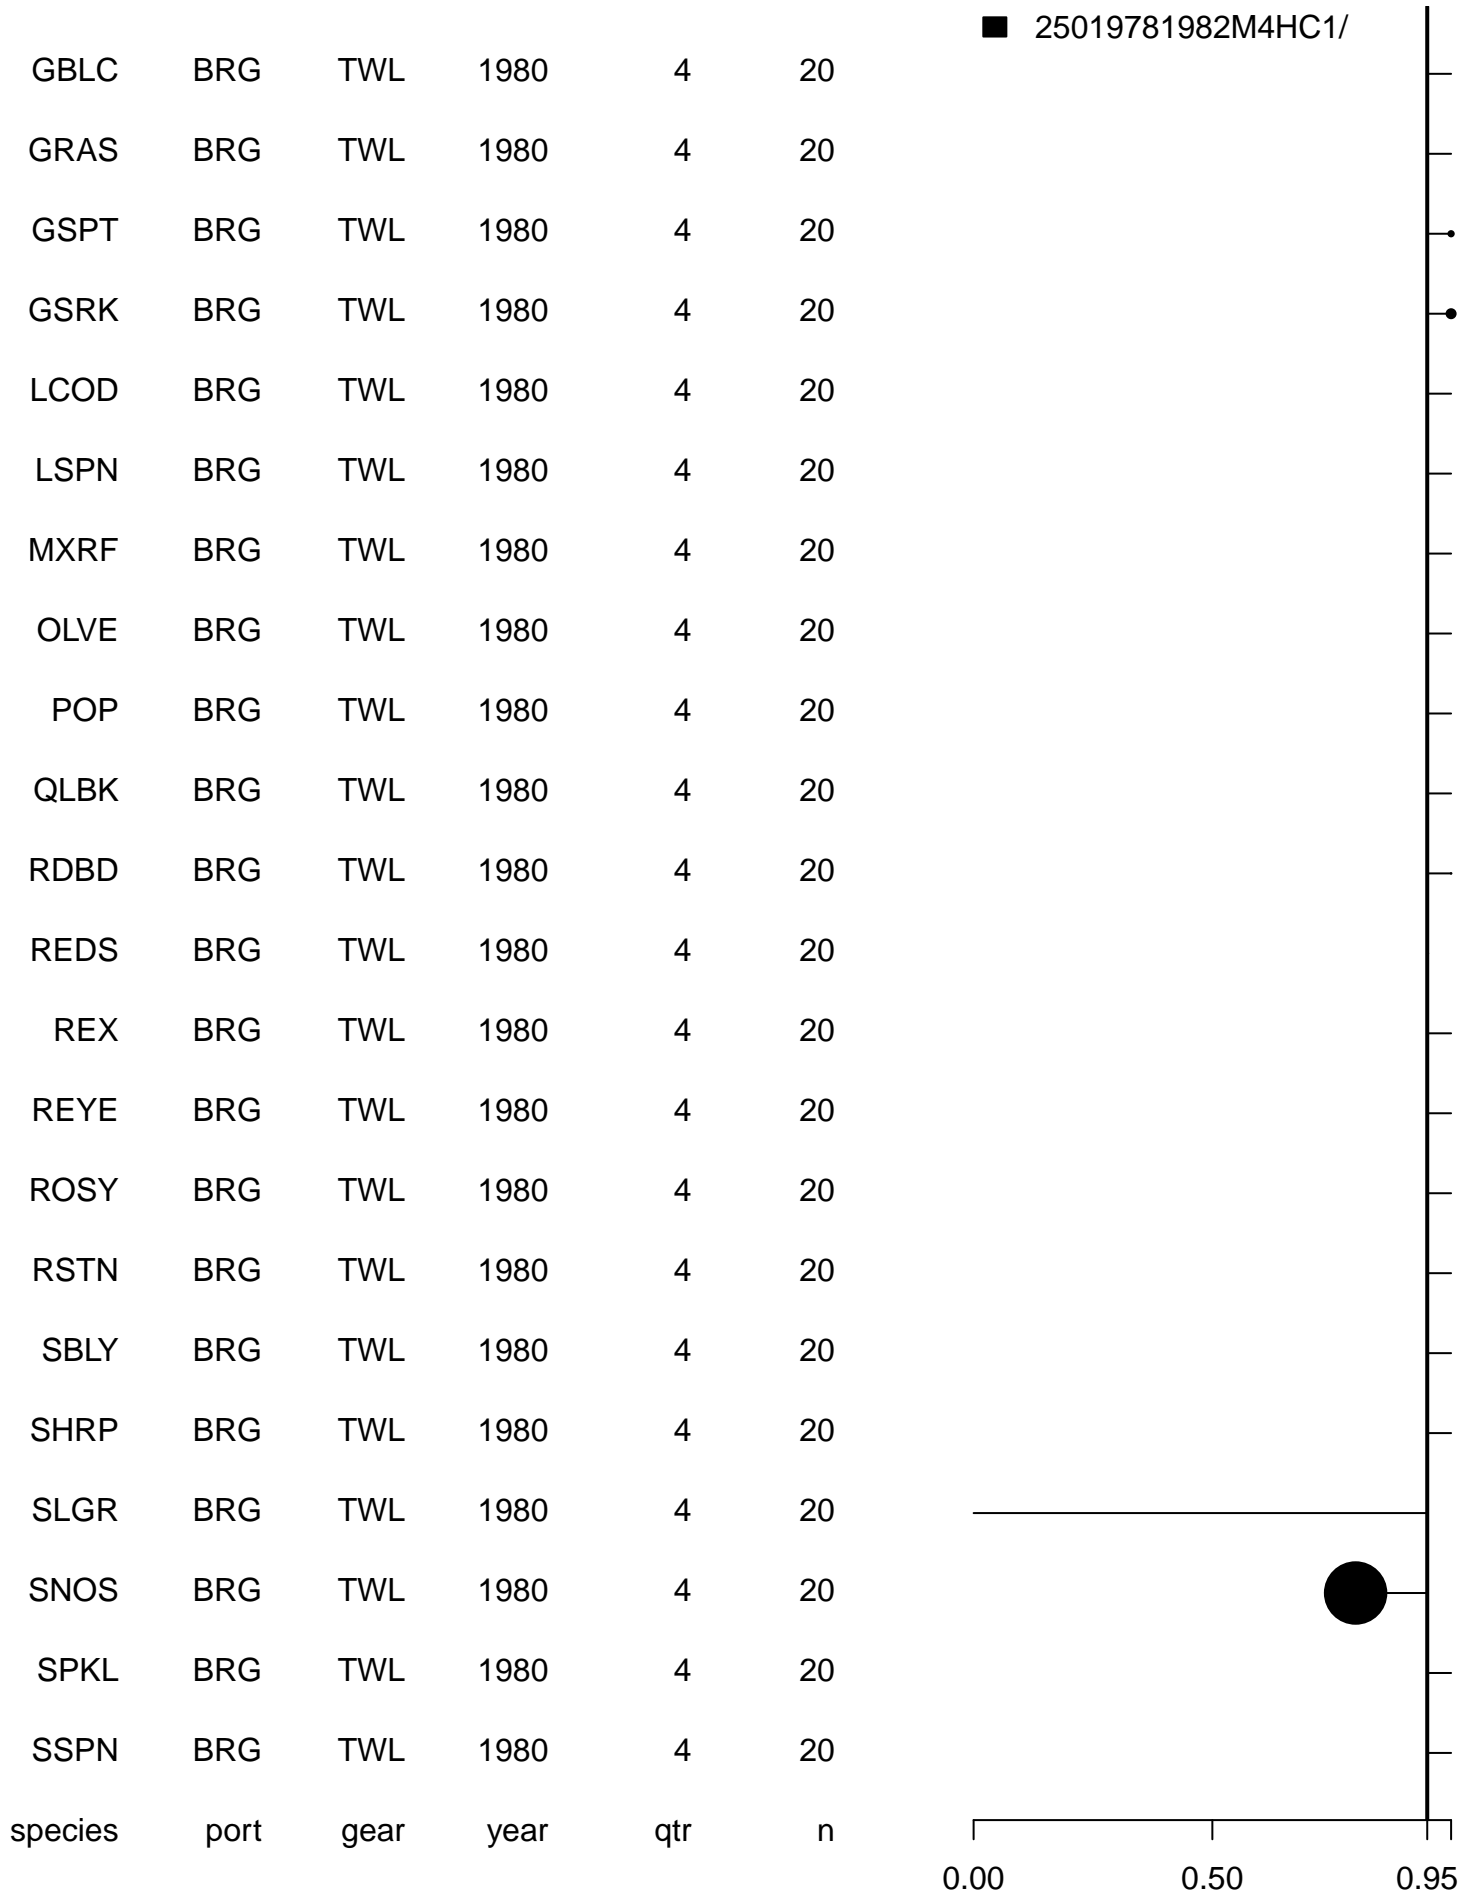 25019781982M4HC1/
GBLC BRG TWL 1980 4 20
GRAS BRG TWL 1980 4 20
GSPT BRG TWL 1980 4 20
GSRK BRG TWL 1980 4 20
LCOD BRG TWL 1980 4 20
LSPN BRG TWL 1980 4 20
MXRF BRG TWL 1980 4 20
OLVE BRG TWL 1980 4 20
POP BRG TWL 1980 4 20
QLBK BRG TWL 1980 4 20
RDBD BRG TWL 1980 4 20
REDS BRG TWL 1980 4 20
REX BRG TWL 1980 4 20
REYE BRG TWL 1980 4 20
ROSY BRG TWL 1980 4 20
RSTN BRG TWL 1980 4 20
SBLY BRG TWL 1980 4 20
SHRP BRG TWL 1980 4 20
SLGR BRG TWL 1980 4 20
SNOS BRG TWL 1980 4 20
SPKL BRG TWL 1980 4 20
SSPN BRG TWL 1980 4 20
species port gear year qtr n
0.00 0.50 0.95